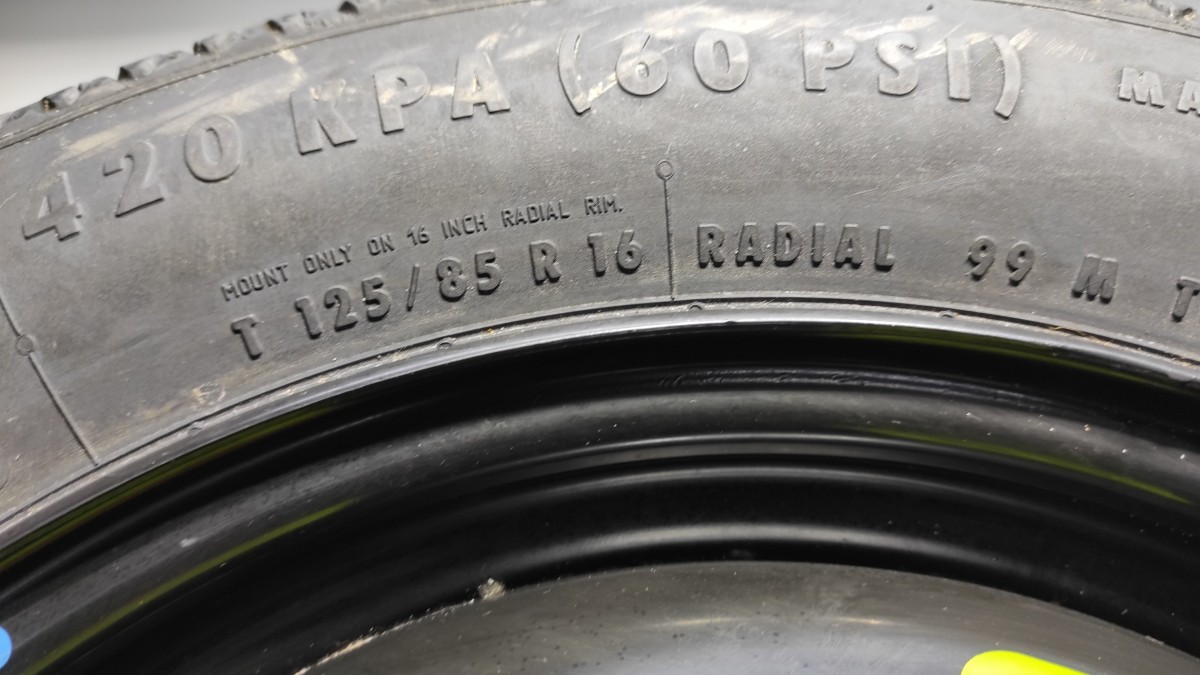 420 KPA (60 PSI)
MOUNT ONLY ON 16 INCH RADIAL RIM.
T 125/85 R 16 RADIAL 99 M